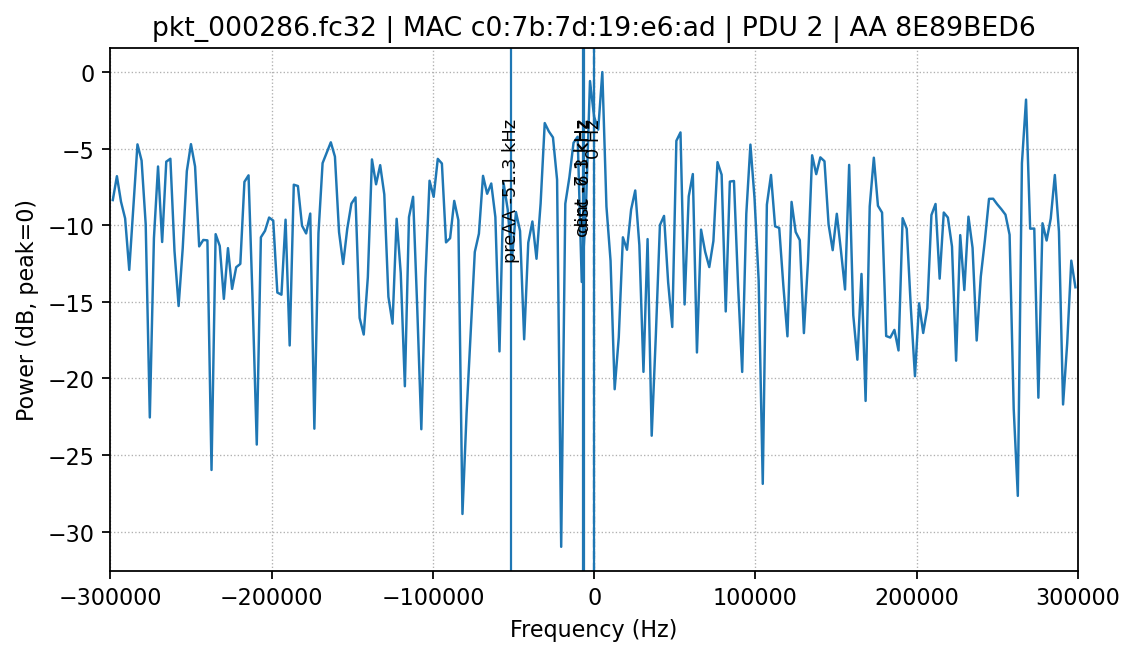 pkt_000286.fc32 | MAC c0:7b:7d:19:e6:ad | PDU 2 | AA 8E89BED6
Power (dB, peak=0)
0
−5
−10
−15
−20
−25
−30
preAA -51.3 kHz
0 Hz
−300000
−200000
−100000
0
100000
200000
300000
Frequency (Hz)